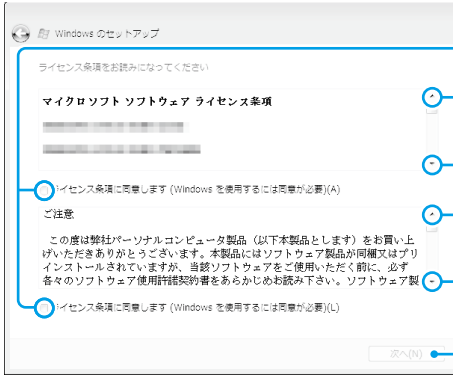 Windows のセットアップ
ライセンス条項をお読みになってください
マイクロソフト ソフトウェア ライセンス条項
イセンス条項に同意します (Windows を使用するには同意が必要)(A)
ご注意
この度は弊社パーソナルコンピュータ製品（以下本製品とします）をお買い上
げいただきありがとうございます。本製品にはソフトウェア製品が同梱又はプリ
インストールされていますが、当該ソフトウェアをご使用いただく前に、必ず
各々のソフトウェア使用許諾契約書をあらかじめお読み下さい。ソフトウェア製
イセンス条項に同意します (Windows を使用するには同意が必要)(L)
次へ(N)